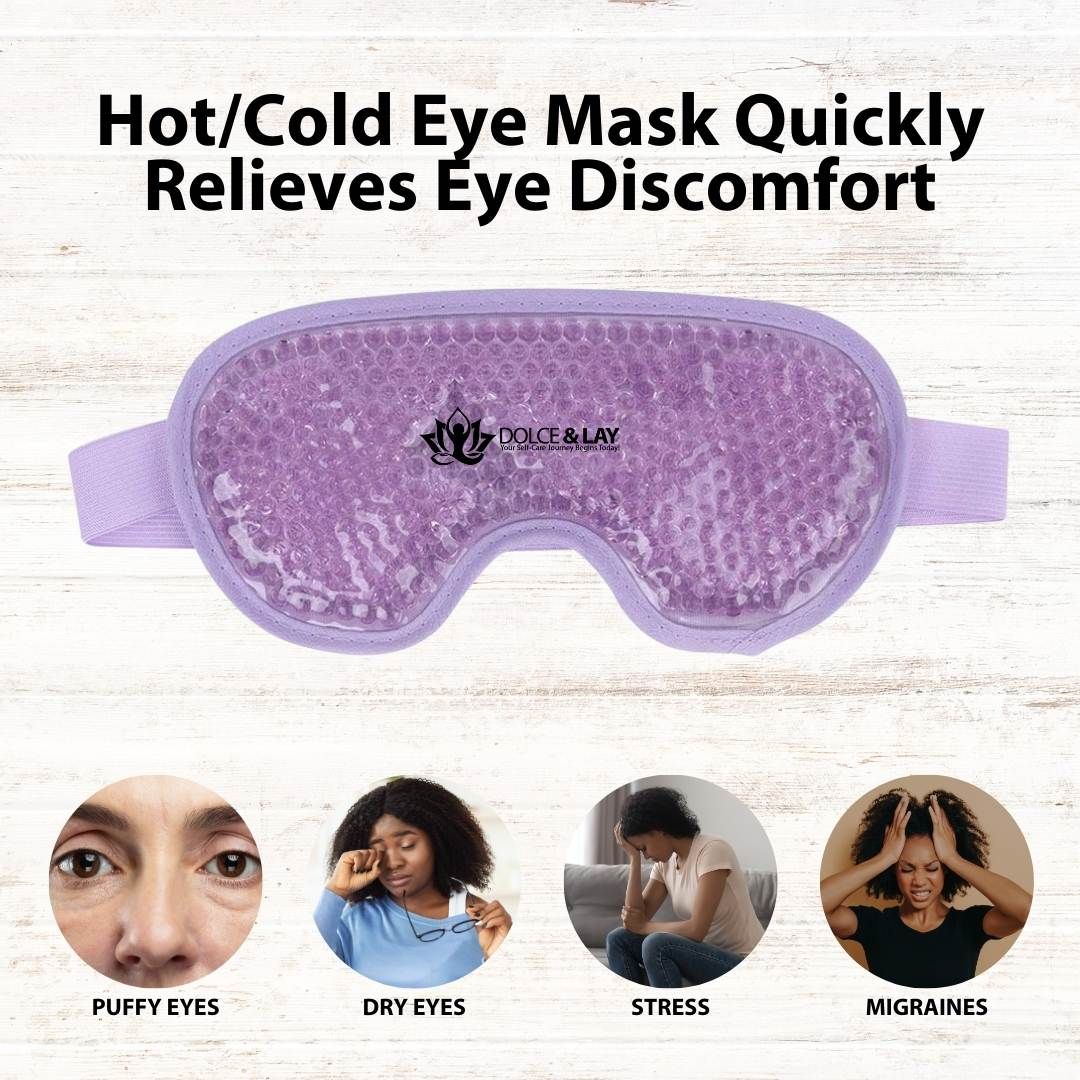 Hot/Cold Eye Mask Quickly
Relieves Eye Discomfort
DOLCE & LAY
Your Self-Care Journey Begins Today!
PUFFY EYES
DRY EYES
STRESS
MIGRAINES